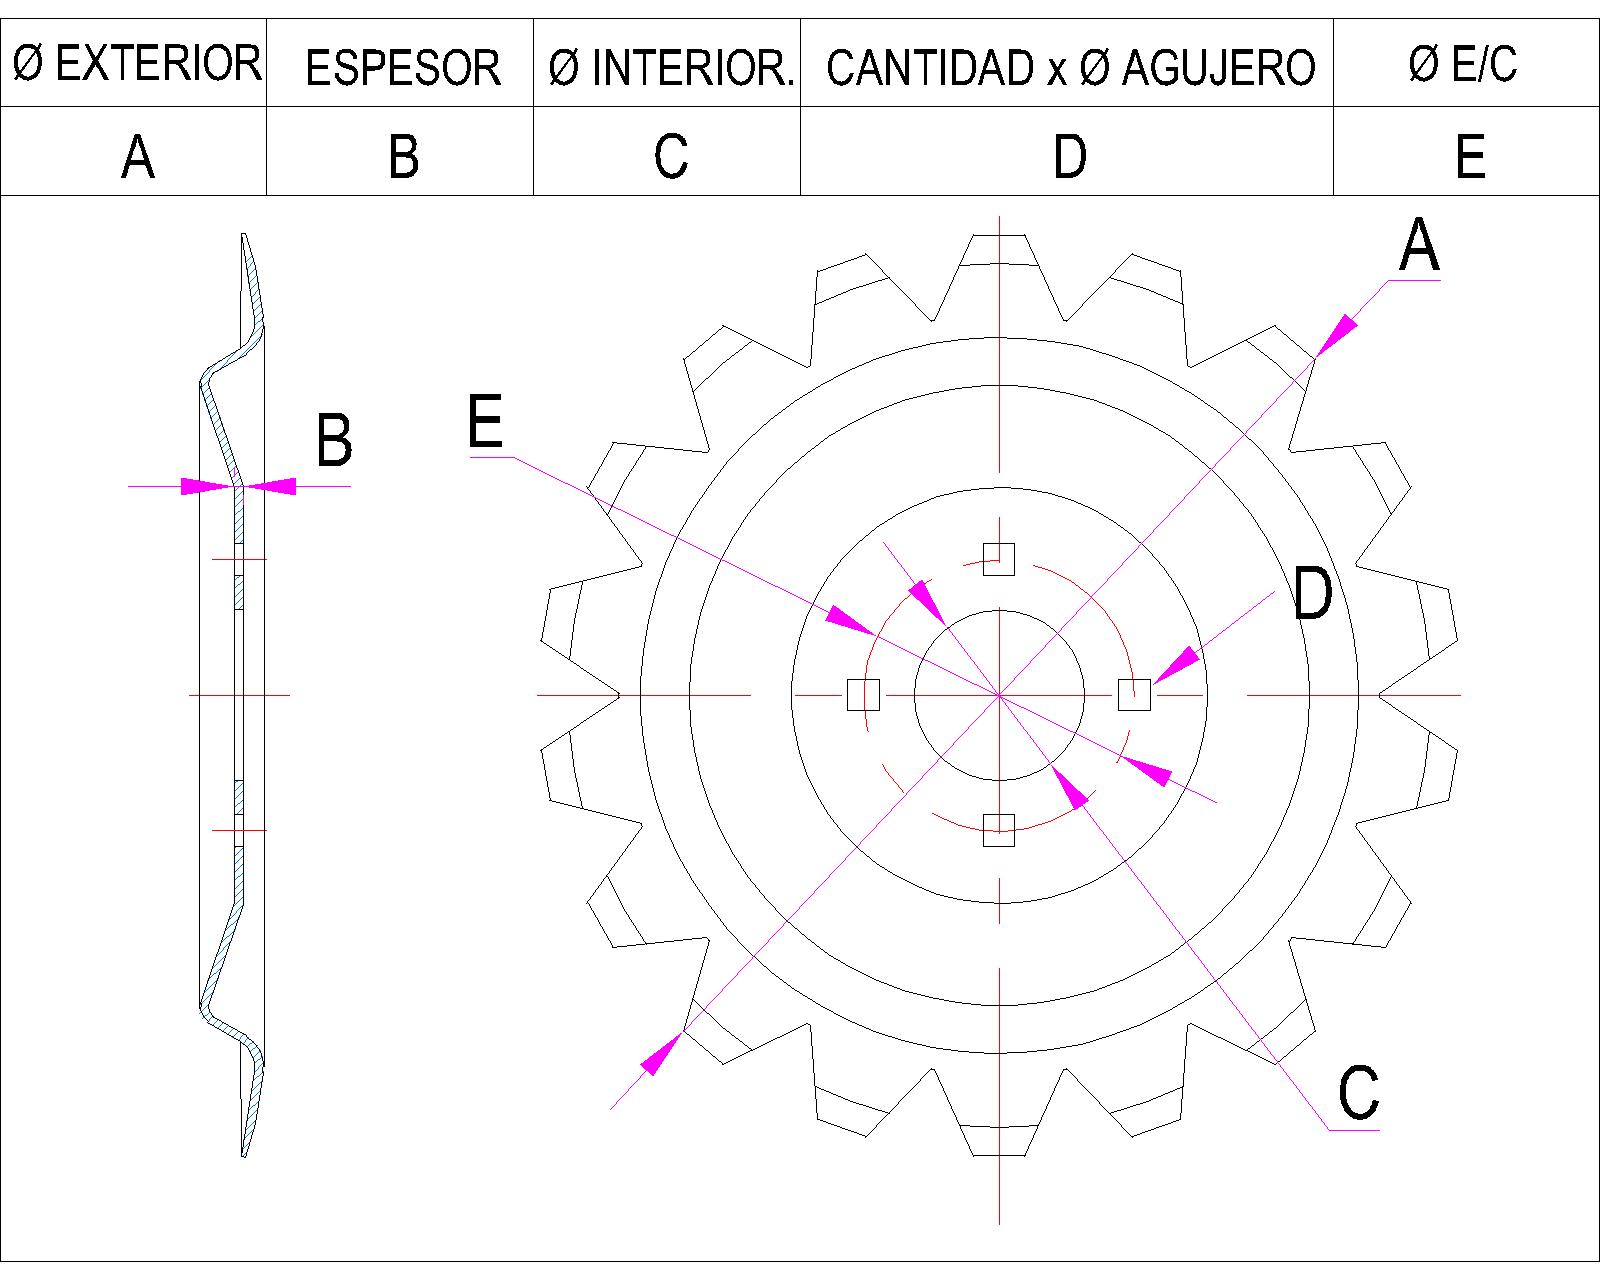 Ø EXTERIOR ESPESOR Ø INTERIOR. CANTIDAD x Ø AGUJERO Ø E/C
A B C D E
A
E
B
D
C